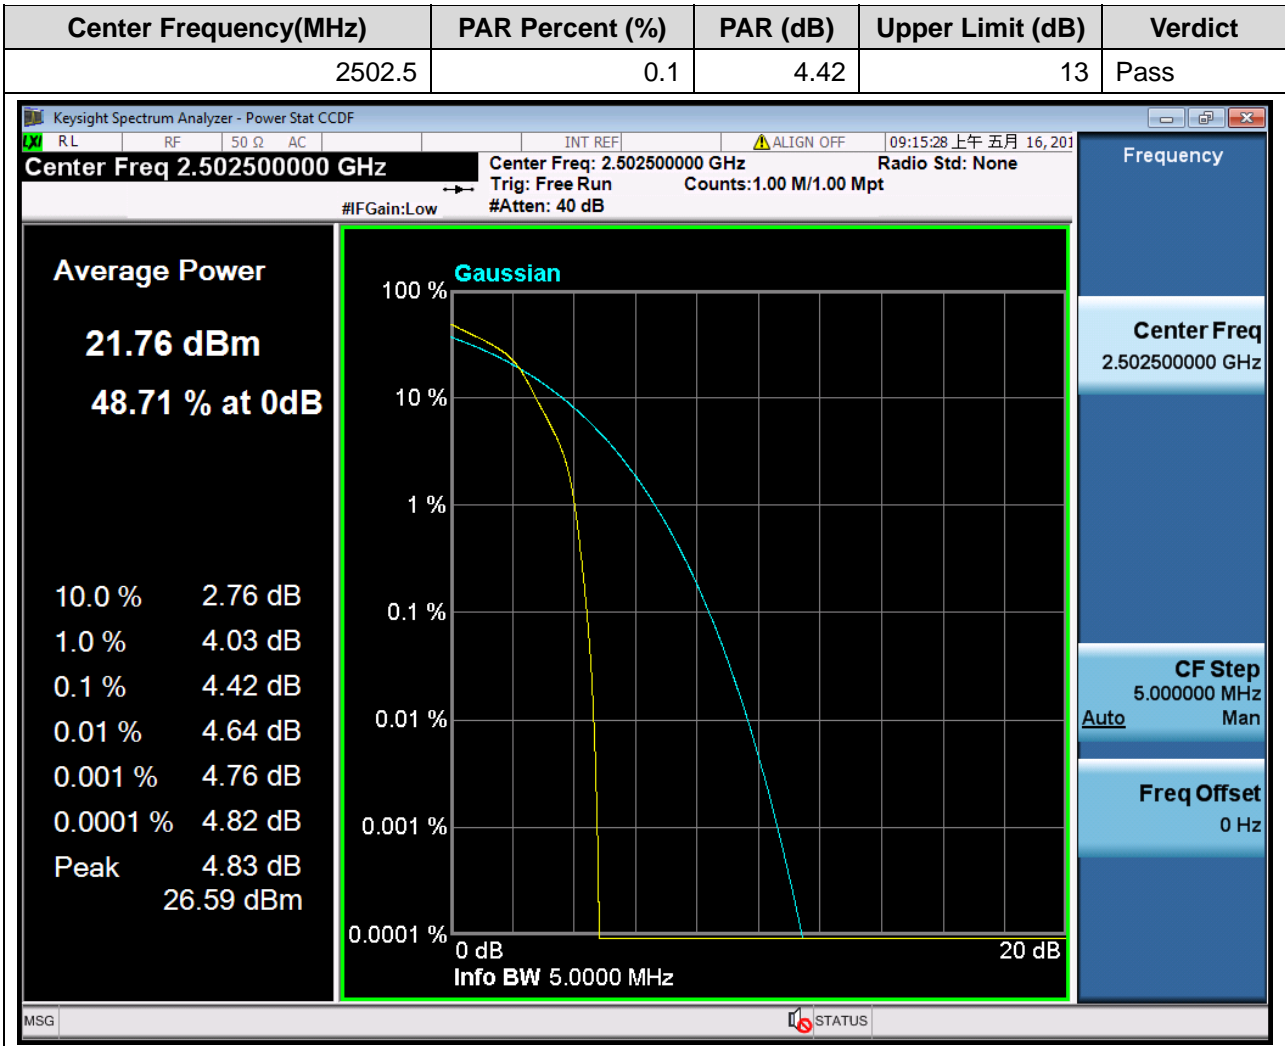 Center Frequency(MHz) PAR Percent (%) PAR (dB) Upper Limit (dB) Verdict
2502.5 0.1 4.42 13 Pass
Keysight Spectrum Analyzer - Power Stat CCDF
LXI RL RF 50 Ω AC INT REF ALIGN OFF 09:15:28 上午 五月 16, 201
Center Freq 2.502500000 GHz
Center Freq: 2.502500000 GHz Radio Std: None
Trig: Free Run Counts:1.00 M/1.00 Mpt
#IFGain:Low #Atten: 40 dB
Frequency
Average Power
21.76 dBm
48.71 % at 0dB
10.0 % 2.76 dB
1.0 % 4.03 dB
0.1 % 4.42 dB
0.01 % 4.64 dB
0.001 % 4.76 dB
0.0001 % 4.82 dB
Peak 4.83 dB
26.59 dBm
Gaussian
100 %
10 %
1 %
0.1 %
0.01 %
0.001 %
0.0001 %
0 dB 20 dB
Info BW 5.0000 MHz
Center Freq
2.502500000 GHz
CF Step
5.000000 MHz
Auto Man
Freq Offset
0 Hz
MSG STATUS